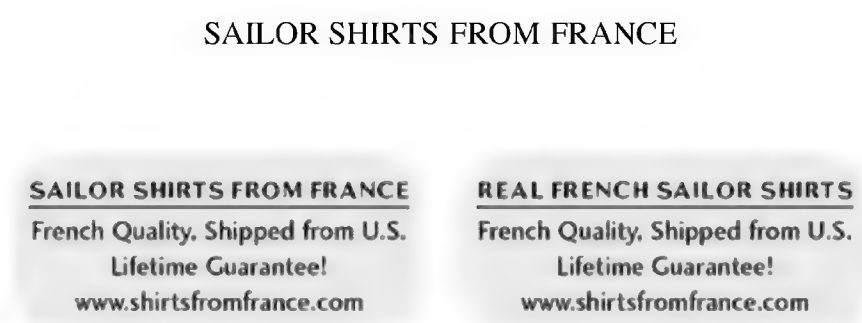 SAILOR SHIRTS FROM FRANCE
SAILOR SHIRTS FROM FRANCE
French Quality, Shipped from U.S.
Lifetime Guarantee!
www.shirtsfromfrance.com
REAL FRENCH SAILOR SHIRTS
French Quality, Shipped from U.S.
Lifetime Guarantee!
www.shirtsfromfrance.com